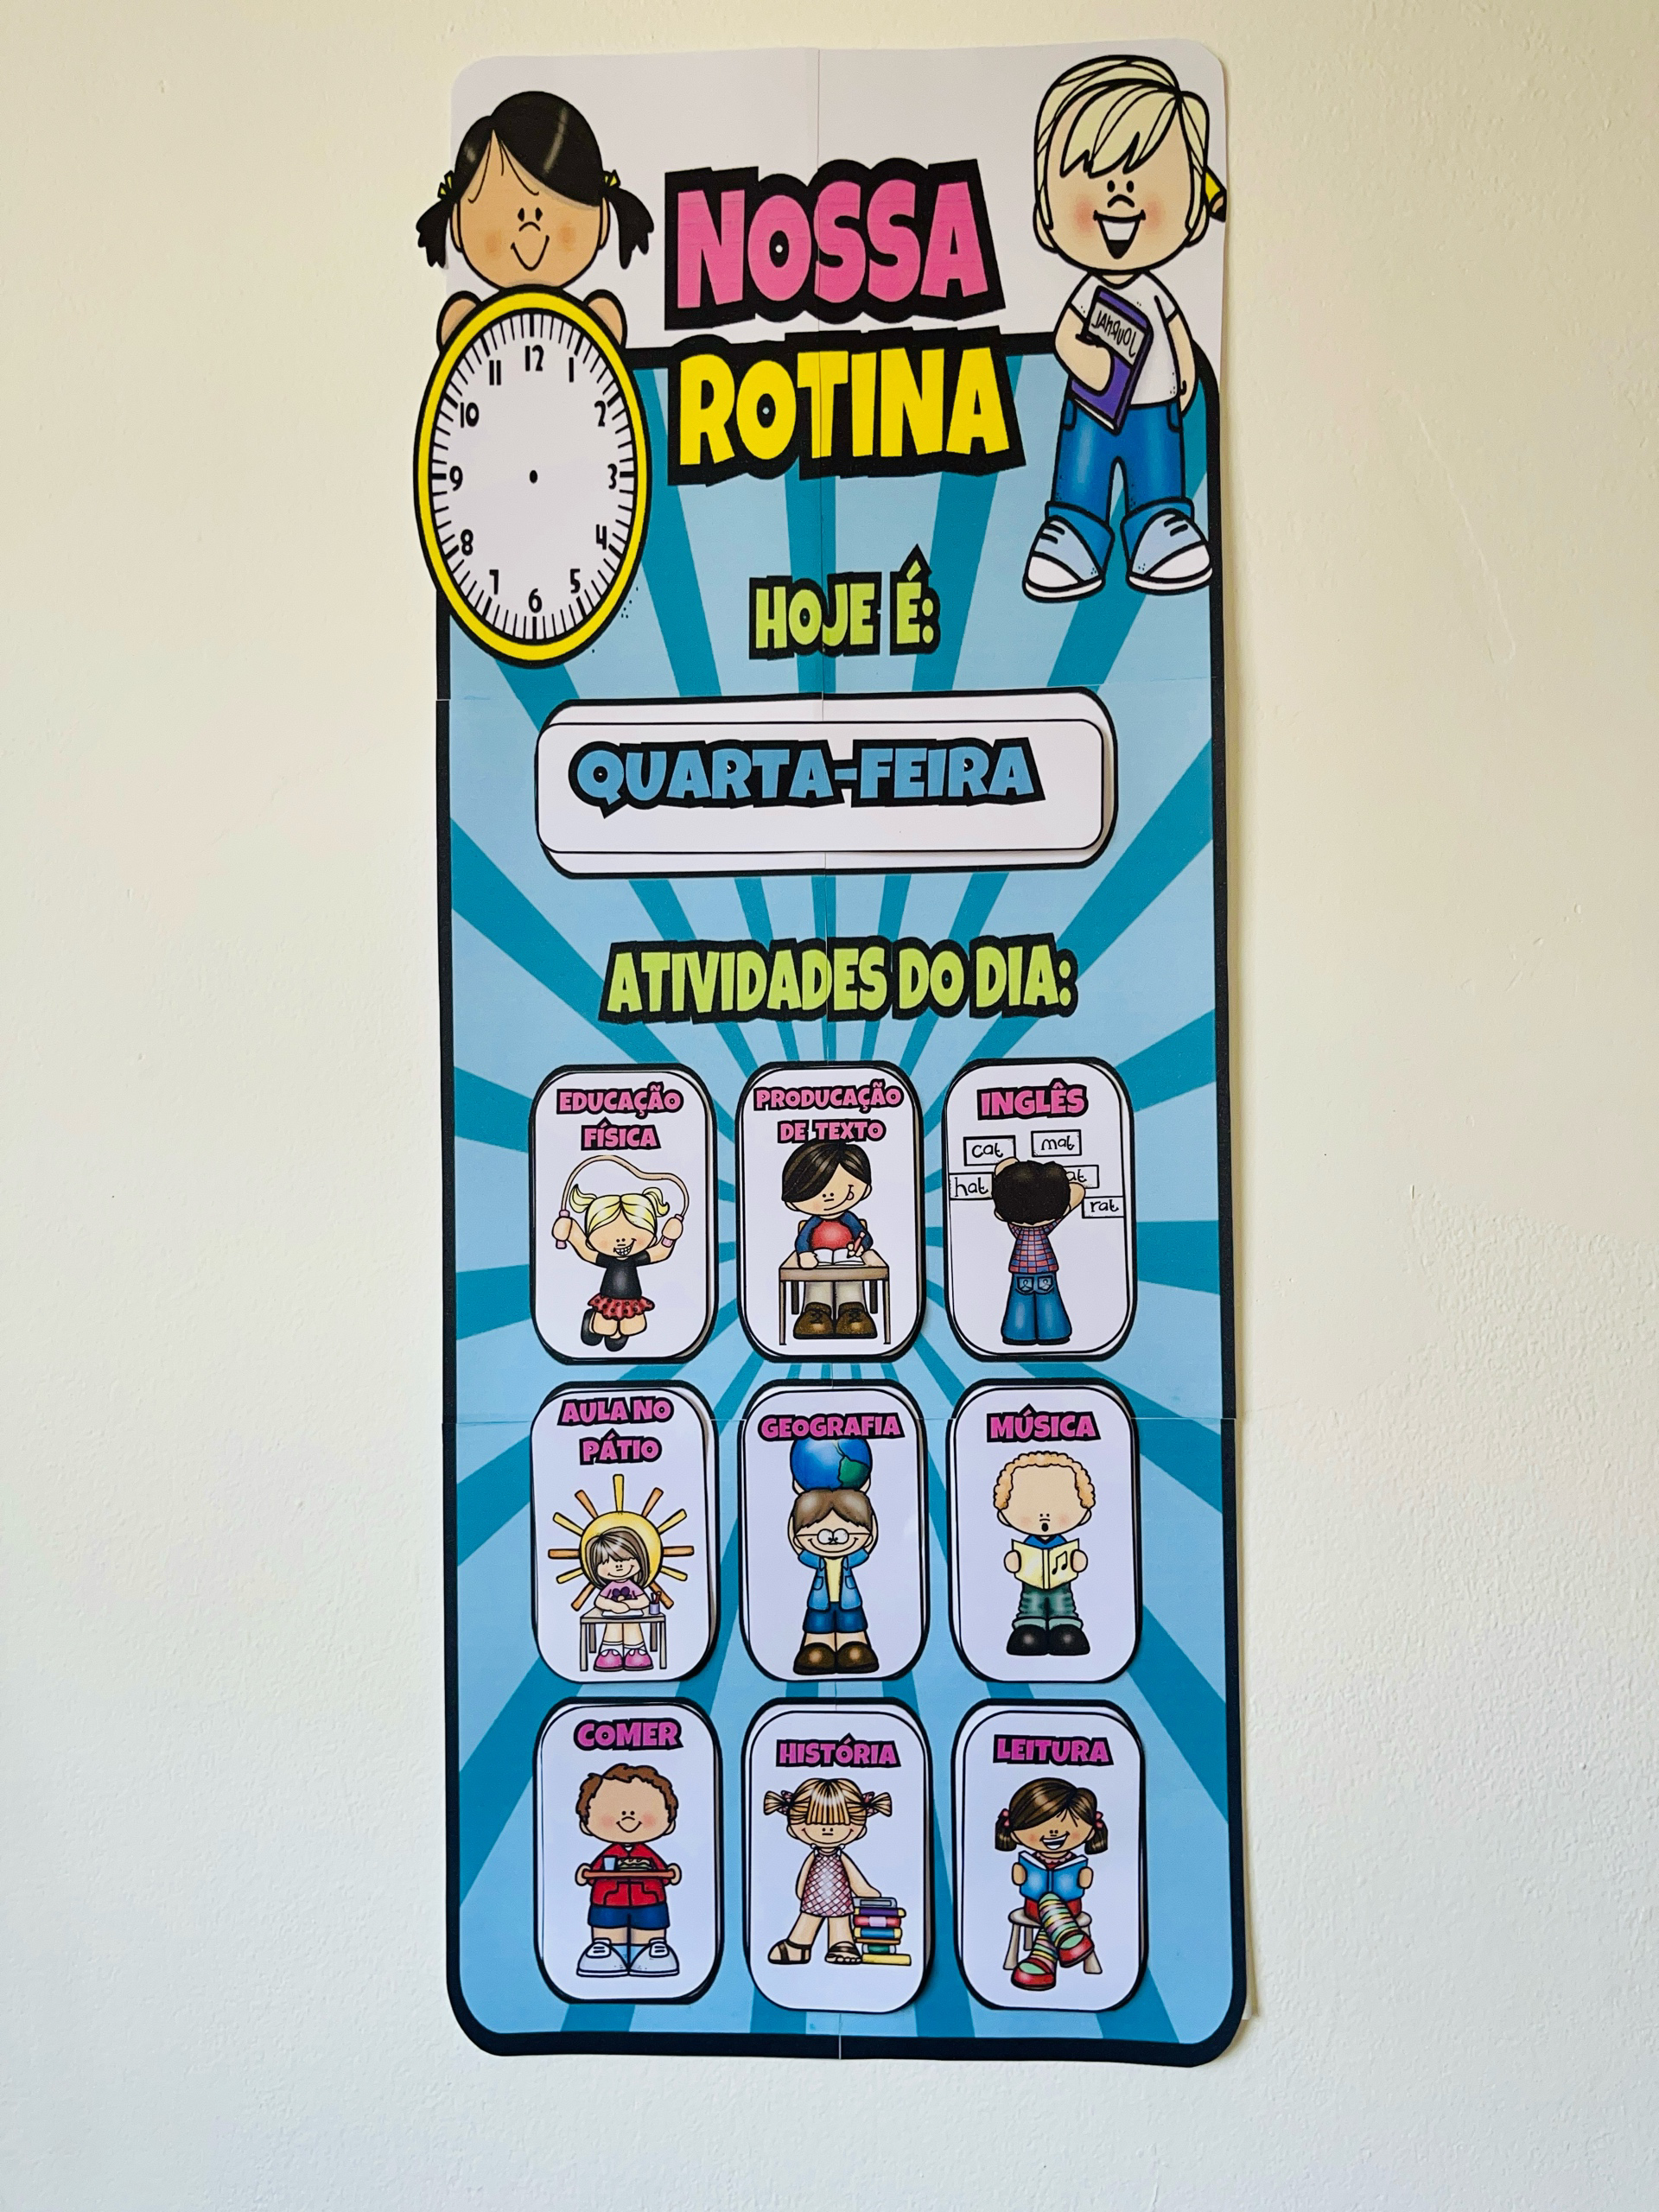 NOSSA
ROTINA
12
11
1
10
2
9
3
8
4
7
5
6
JOURNAL
HOJE É:
QUARTA-FEIRA
ATIVIDADES DO DIA:
EDUCAÇÃO
FÍSICA
PRODUCAÇÃO
DE TEXTO
INGLÊS
cat
mat
hat
at
rat
AULA NO
PÁTIO
GEOGRAFIA
MÚSICA
COMER
HISTÓRIA
LEITURA